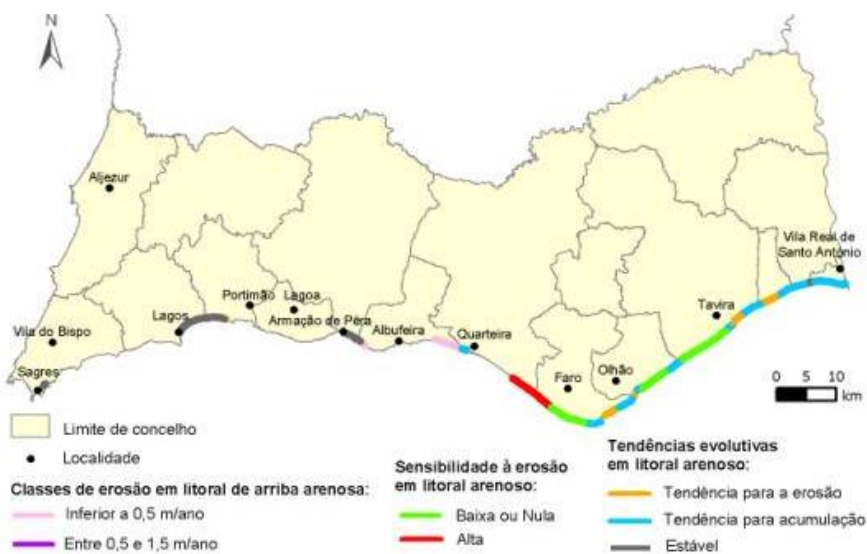 N
Aljezur
Vila Real de
Santo António
Portimão
Lagoa
Tavira
Lagos
Armação de Pêra
Vila do Bispo
Albufeira
Quarteira
Sagres
Faro
Olhão
0 5 10
km
Limite de concelho
Localidade
Classes de erosão em litoral de arriba arenosa:
Inferior a 0,5 m/ano
Entre 0,5 e 1,5 m/ano
Sensibilidade à erosão
em litoral arenoso:
Baixa ou Nula
Alta
Tendências evolutivas
em litoral arenoso:
Tendência para a erosão
Tendência para acumulação
Estável